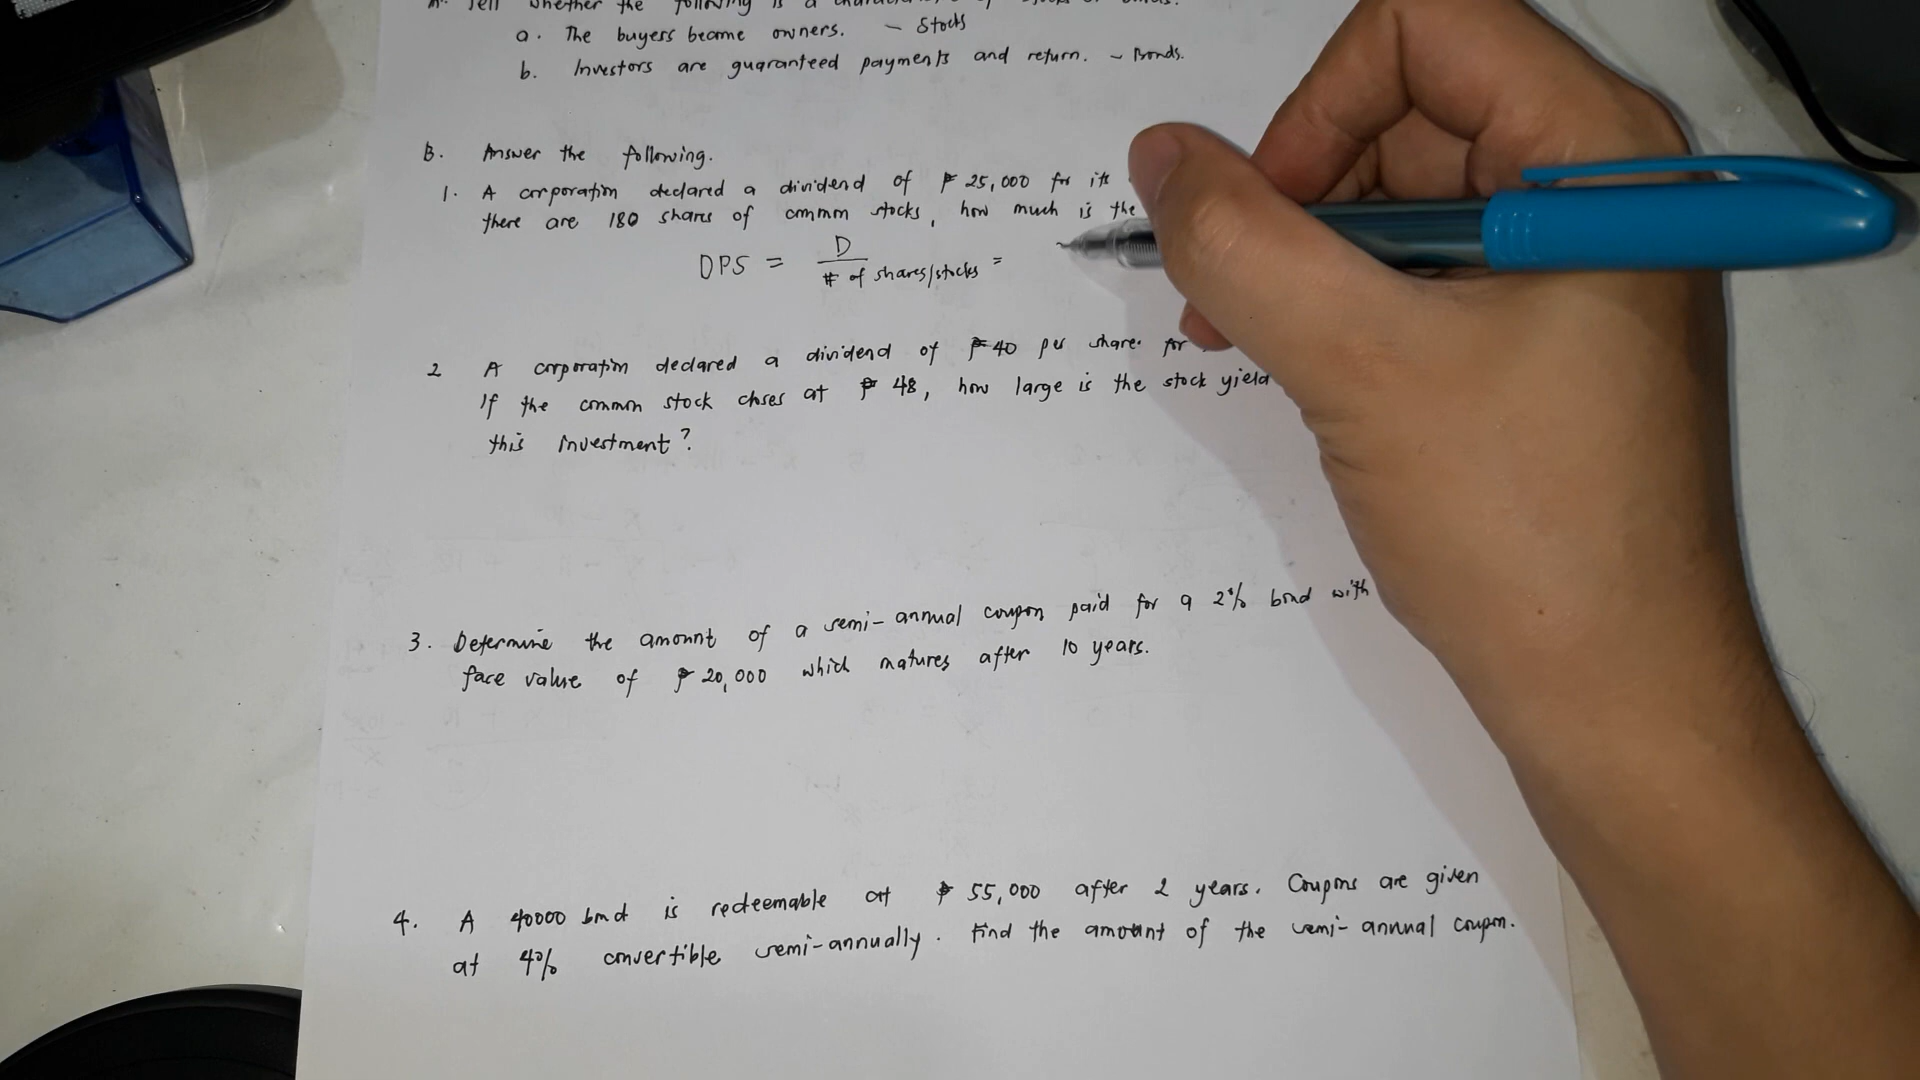 A. Tell whether the following is a
a. The buyers become owners. - Stocks
b. Investors are guaranteed payments and return. - Bonds.
B. Answer the following.
1. A corporation declared a dividend of ₱ 25,000 for its
there are 180 shares of common stocks, how much is the
DPS = D / # of shares/stocks =
2 A corporation declared a dividend of ₱40 per share for
If the common stock closes at ₱ 48, how large is the stock yield
this investment?
3. Determine the amount of a semi-annual coupon paid for a 2% bond with
face value of ₱ 20,000 which matures after 10 years.
4. A 40000 bond is redeemable at ₱ 55,000 after 2 years. Coupons are given
at 4% convertible semi-annually. Find the amount of the semi-annual coupon.